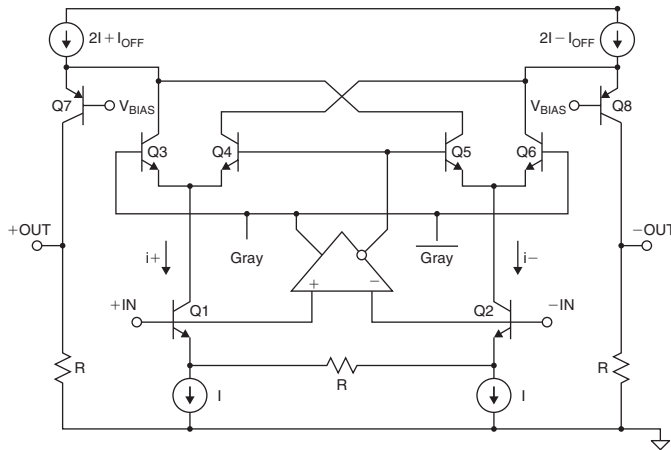 2I+I_OFF 2I−I_OFF
Q7 V_BIAS V_BIAS Q8
Q3 Q4 Q5 Q6
+OUT −OUT
i+ Gray G̅r̅a̅y̅ i−
+ −
+IN Q1 Q2 −IN
R R R
I I